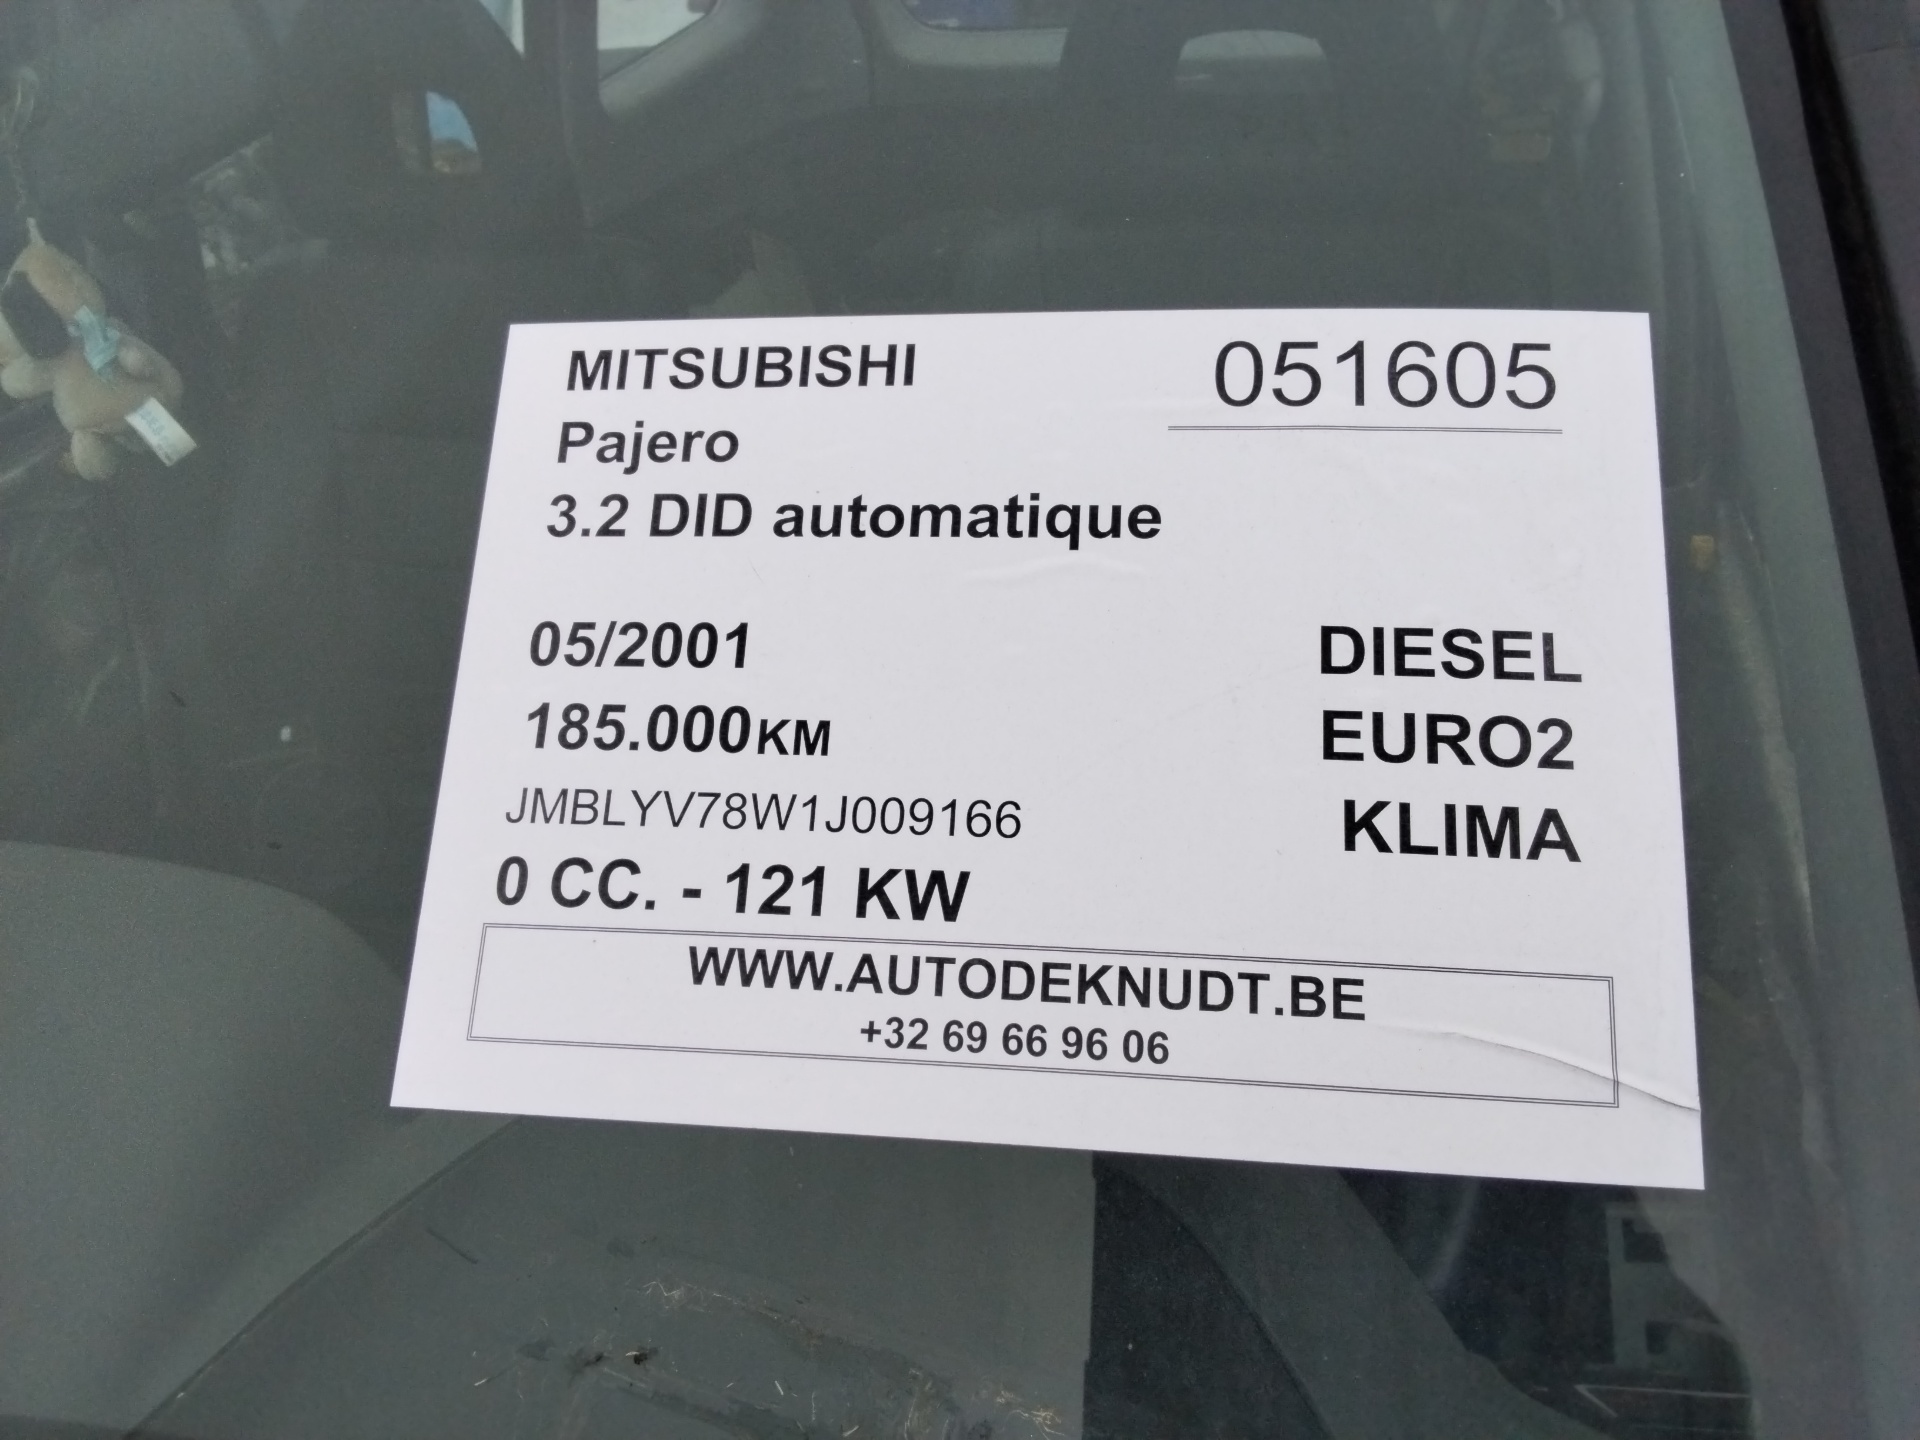 MITSUBISHI 051605
Pajero
3.2 DID automatique
05/2001 DIESEL
185.000KM EURO2
JMBLYV78W1J009166 KLIMA
0 CC. - 121 KW
WWW.AUTODEKNUDT.BE
+32 69 66 96 06